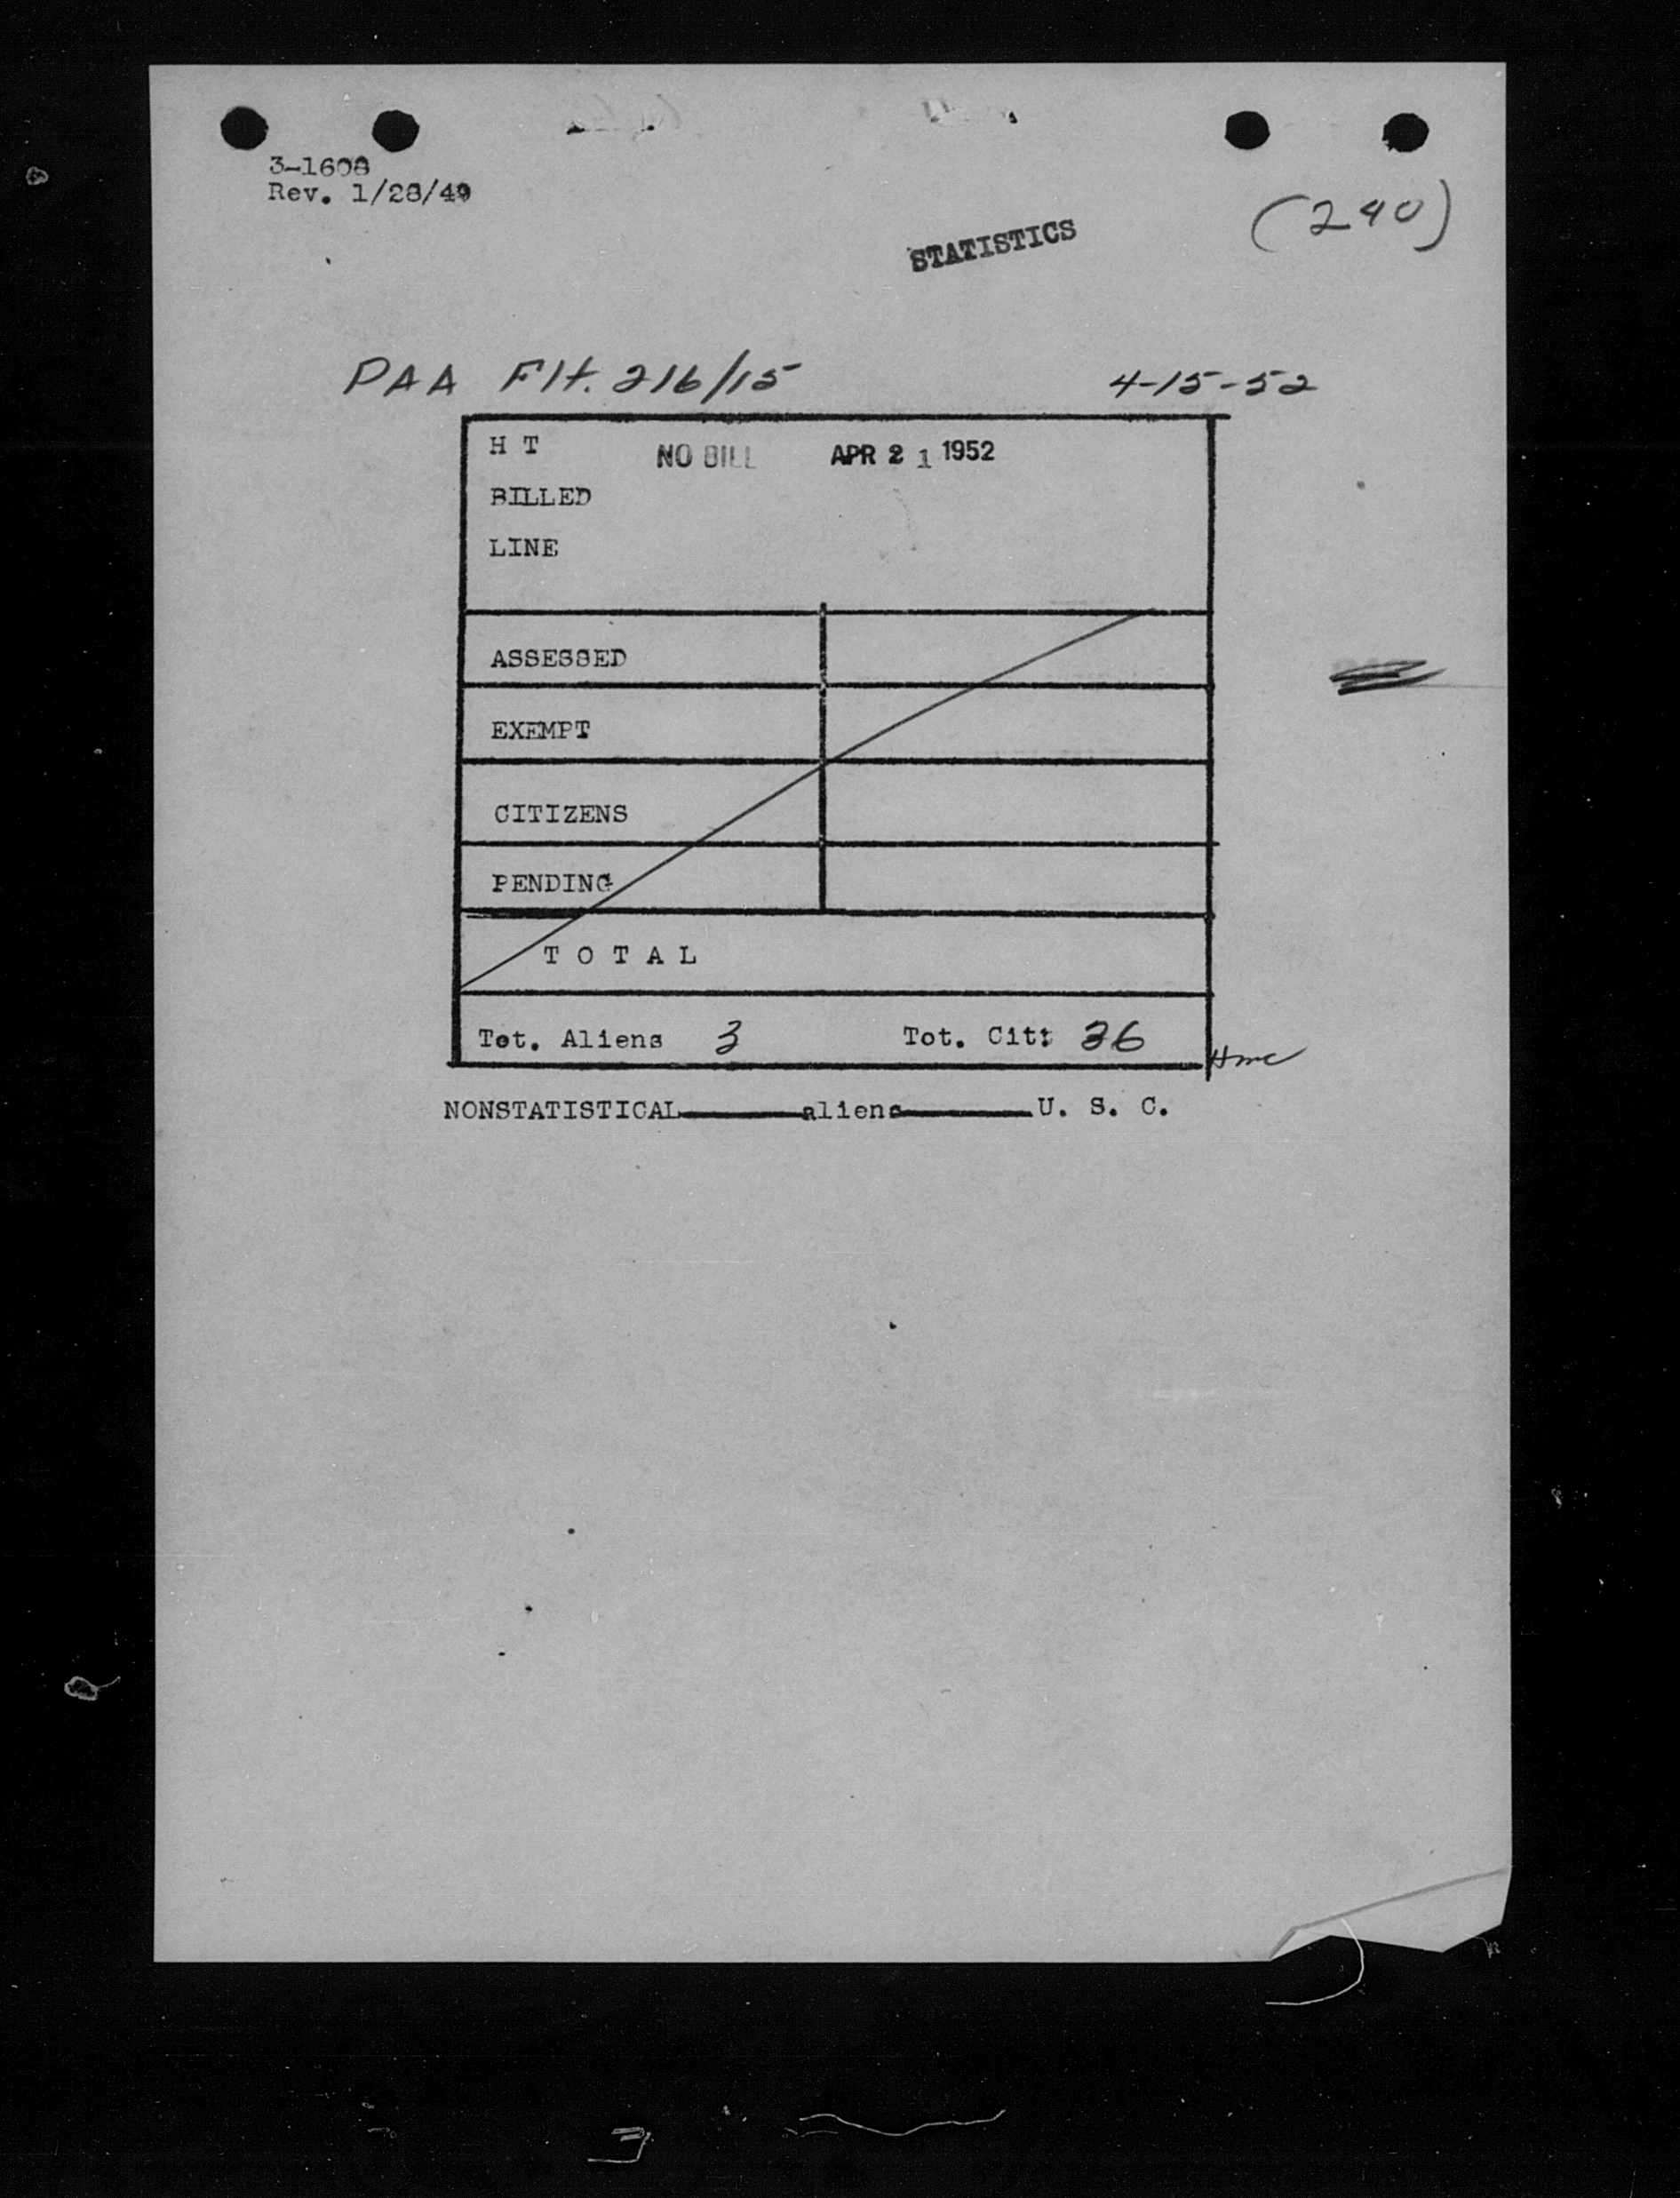 3-1608
Rev. 1/28/49
(240)
STATISTICS
PAA Flt. 216/15 4-15-52
H T NO BILL APR 21 1952
BILLED
LINE
ASSESSED
EXEMPT
CITIZENS
PENDING
T O T A L
Tot. Aliens 3 Tot. Cit: 36
NONSTATISTICAL aliens U. S. C.